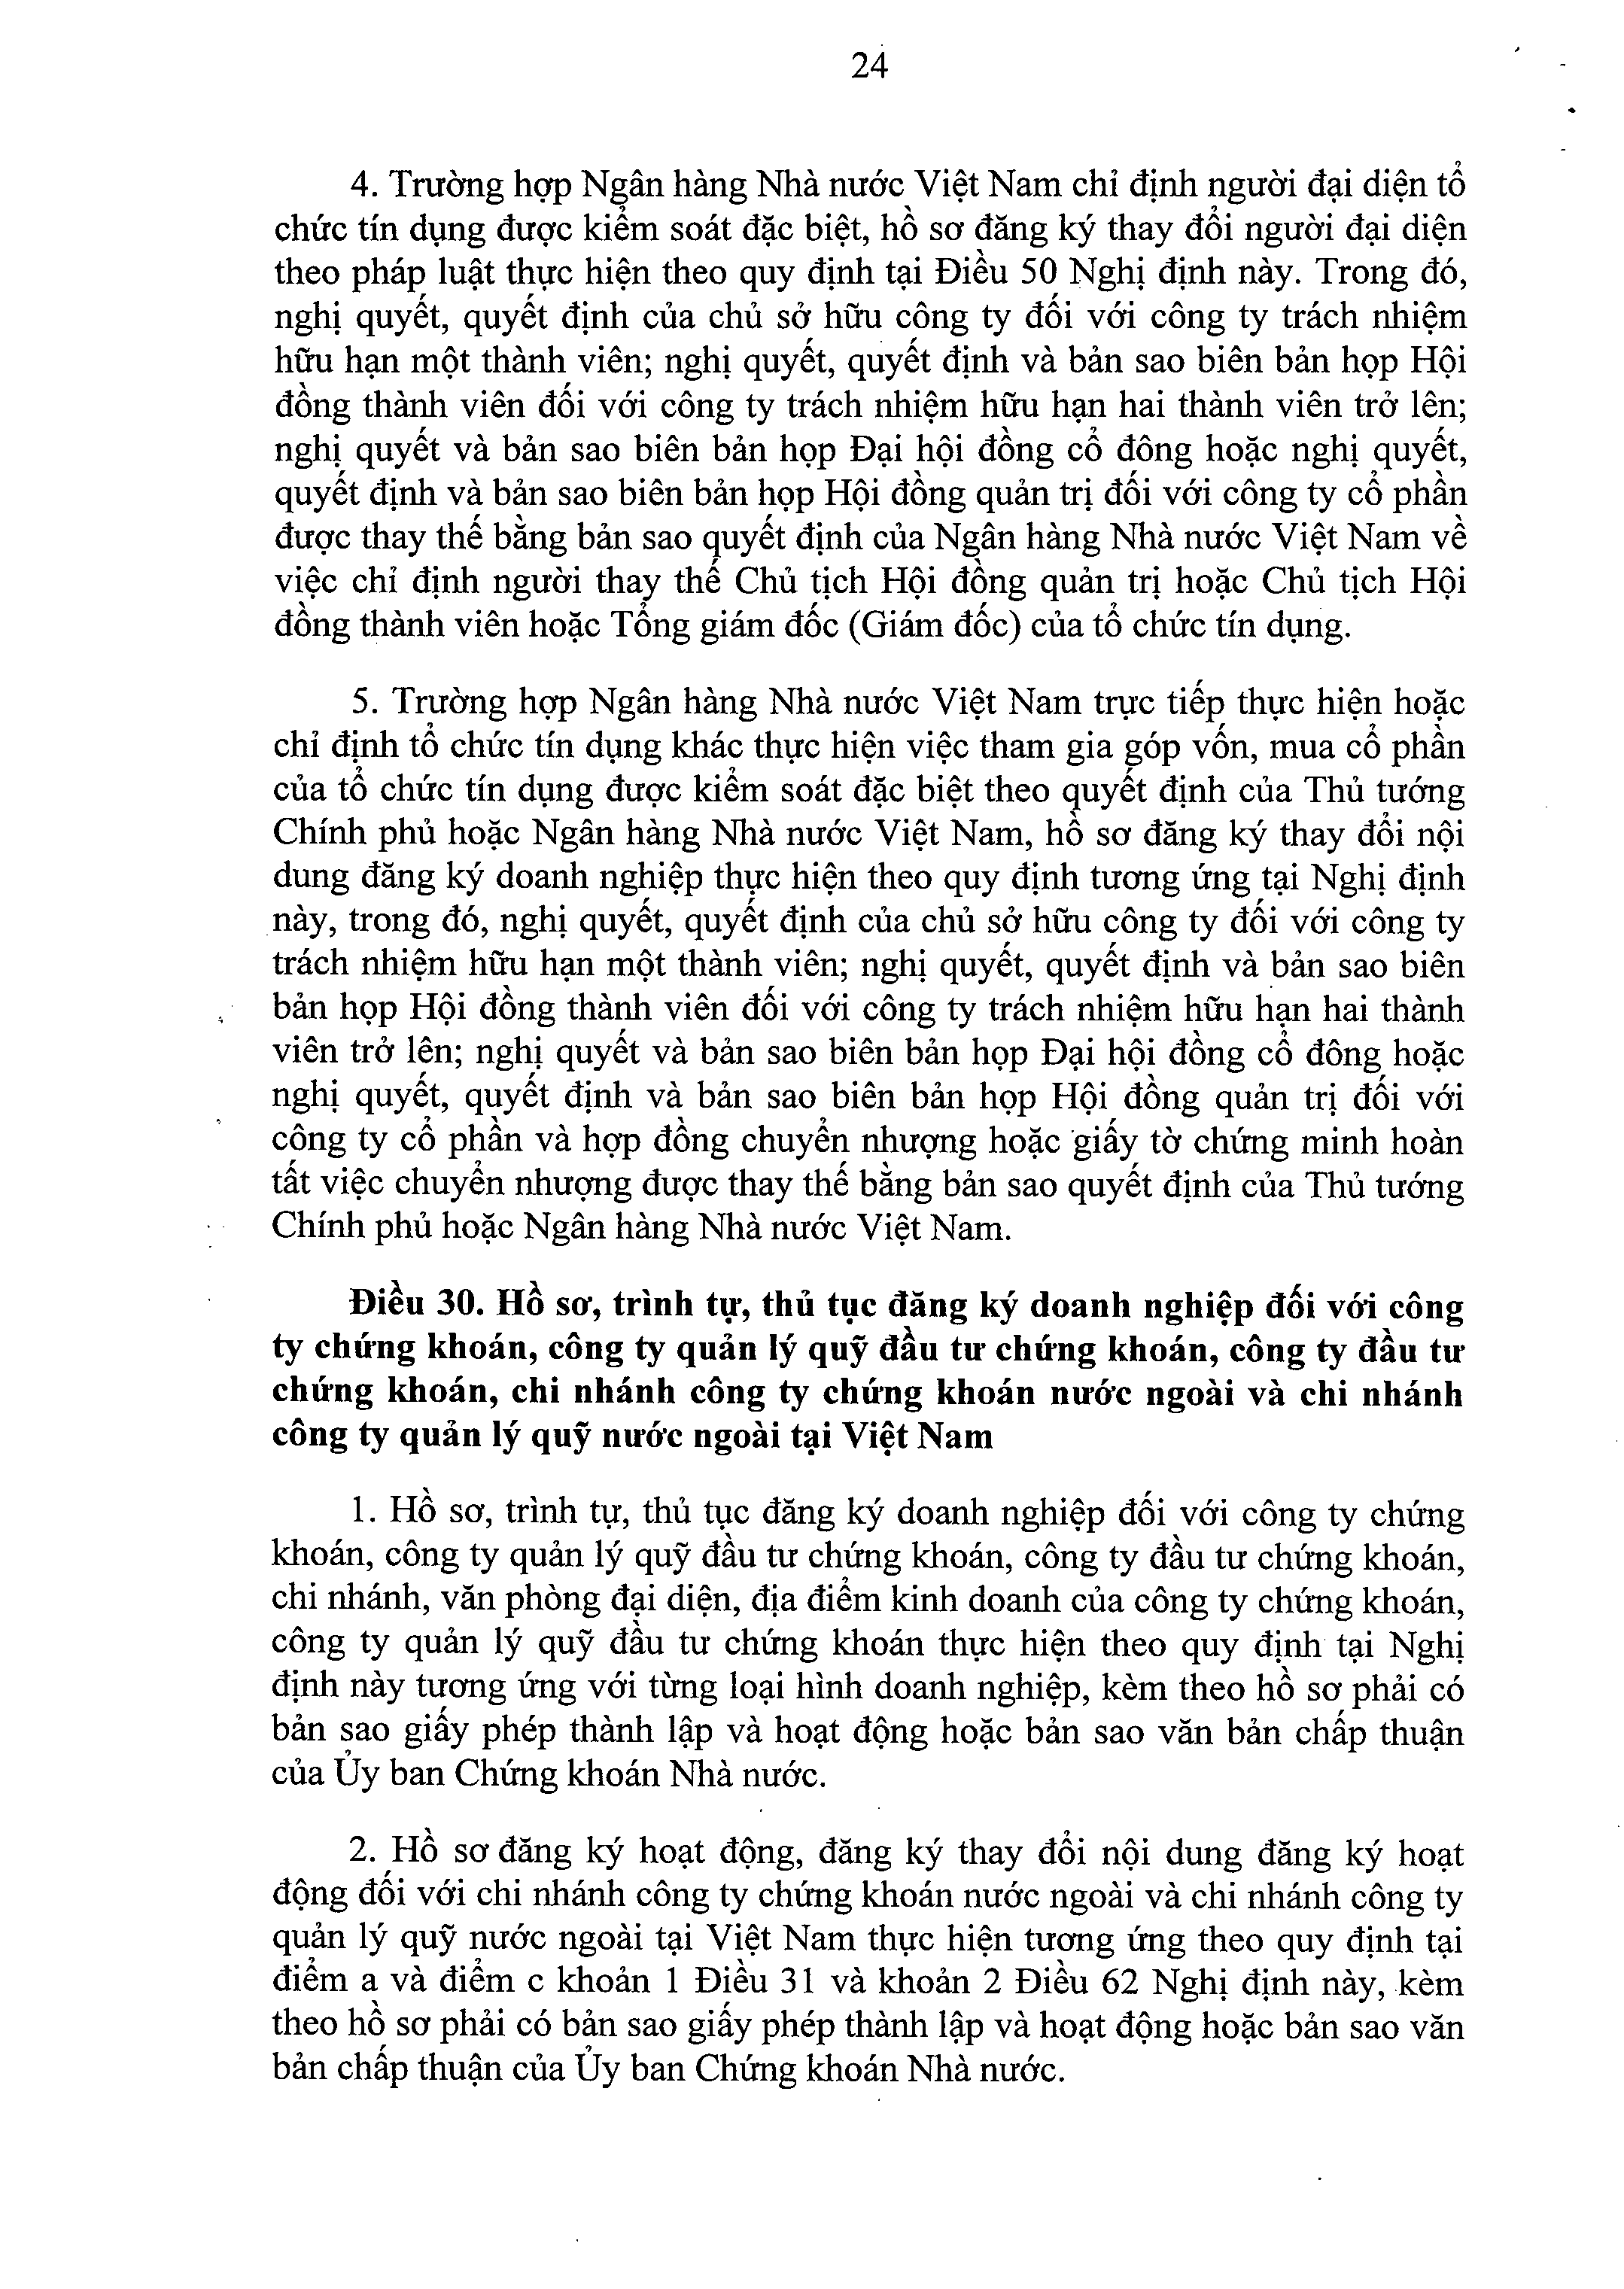 24
4. Trường hợp Ngân hàng Nhà nước Việt Nam chỉ định người đại diện tổ
chức tín dụng được kiểm soát đặc biệt, hồ sơ đăng ký thay đổi người đại diện
theo pháp luật thực hiện theo quy định tại Điều 50 Nghị định này. Trong đó,
nghị quyết, quyết định của chủ sở hữu công ty đối với công ty trách nhiệm
hữu hạn một thành viên; nghị quyết, quyết định và bản sao biên bản họp Hội
đồng thành viên đối với công ty trách nhiệm hữu hạn hai thành viên trở lên;
nghị quyết và bản sao biên bản họp Đại hội đồng cổ đông hoặc nghị quyết,
quyết định và bản sao biên bản họp Hội đồng quản trị đối với công ty cổ phần
được thay thế bằng bản sao quyết định của Ngân hàng Nhà nước Việt Nam về
việc chỉ định người thay thế Chủ tịch Hội đồng quản trị hoặc Chủ tịch Hội
đồng thành viên hoặc Tổng giám đốc (Giám đốc) của tổ chức tín dụng.
5. Trường hợp Ngân hàng Nhà nước Việt Nam trực tiếp thực hiện hoặc
chỉ định tổ chức tín dụng khác thực hiện việc tham gia góp vốn, mua cổ phần
của tổ chức tín dụng được kiểm soát đặc biệt theo quyết định của Thủ tướng
Chính phủ hoặc Ngân hàng Nhà nước Việt Nam, hồ sơ đăng ký thay đổi nội
dung đăng ký doanh nghiệp thực hiện theo quy định tương ứng tại Nghị định
này, trong đó, nghị quyết, quyết định của chủ sở hữu công ty đối với công ty
trách nhiệm hữu hạn một thành viên; nghị quyết, quyết định và bản sao biên
bản họp Hội đồng thành viên đối với công ty trách nhiệm hữu hạn hai thành
viên trở lên; nghị quyết và bản sao biên bản họp Đại hội đồng cổ đông hoặc
nghị quyết, quyết định và bản sao biên bản họp Hội đồng quản trị đối với
công ty cổ phần và hợp đồng chuyển nhượng hoặc giấy tờ chứng minh hoàn
tất việc chuyển nhượng được thay thế bằng bản sao quyết định của Thủ tướng
Chính phủ hoặc Ngân hàng Nhà nước Việt Nam.
Điều 30. Hồ sơ, trình tự, thủ tục đăng ký doanh nghiệp đối với công
ty chứng khoán, công ty quản lý quỹ đầu tư chứng khoán, công ty đầu tư
chứng khoán, chi nhánh công ty chứng khoán nước ngoài và chi nhánh
công ty quản lý quỹ nước ngoài tại Việt Nam
1. Hồ sơ, trình tự, thủ tục đăng ký doanh nghiệp đối với công ty chứng
khoán, công ty quản lý quỹ đầu tư chứng khoán, công ty đầu tư chứng khoán,
chi nhánh, văn phòng đại diện, địa điểm kinh doanh của công ty chứng khoán,
công ty quản lý quỹ đầu tư chứng khoán thực hiện theo quy định tại Nghị
định này tương ứng với từng loại hình doanh nghiệp, kèm theo hồ sơ phải có
bản sao giấy phép thành lập và hoạt động hoặc bản sao văn bản chấp thuận
của Ủy ban Chứng khoán Nhà nước.
2. Hồ sơ đăng ký hoạt động, đăng ký thay đổi nội dung đăng ký hoạt
động đối với chi nhánh công ty chứng khoán nước ngoài và chi nhánh công ty
quản lý quỹ nước ngoài tại Việt Nam thực hiện tương ứng theo quy định tại
điểm a và điểm c khoản 1 Điều 31 và khoản 2 Điều 62 Nghị định này, kèm
theo hồ sơ phải có bản sao giấy phép thành lập và hoạt động hoặc bản sao văn
bản chấp thuận của Ủy ban Chứng khoán Nhà nước.